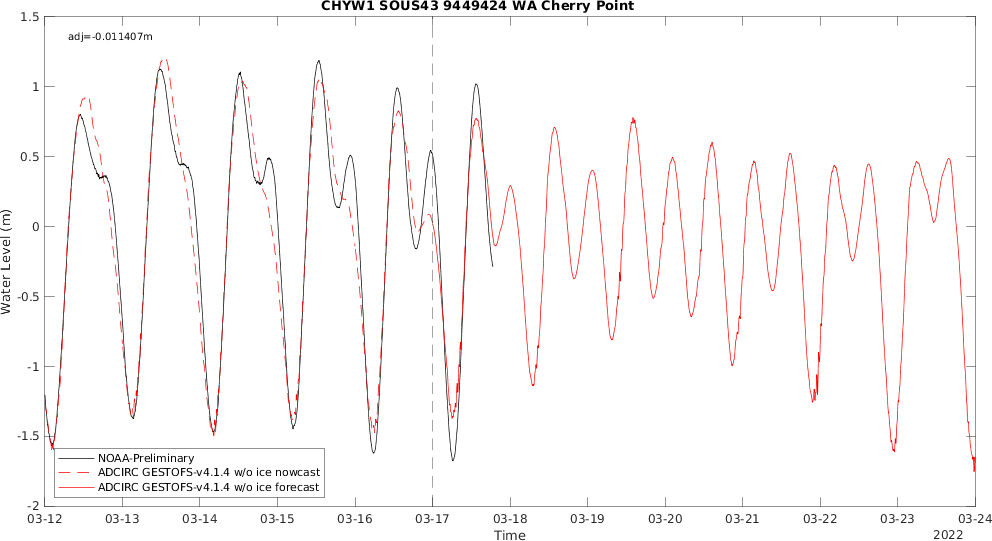 CHYW1 SOUS43 9449424 WA Cherry Point
adj=-0.011407m
1.5
1
0.5
0
-0.5
-1
-1.5
-2
Water Level (m)
NOAA-Preliminary
ADCIRC GESTOFS-v4.1.4 w/o ice nowcast
ADCIRC GESTOFS-v4.1.4 w/o ice forecast
03-12 03-13 03-14 03-15 03-16 03-17 03-18 03-19 03-20 03-21 03-22 03-23 03-24
Time
2022